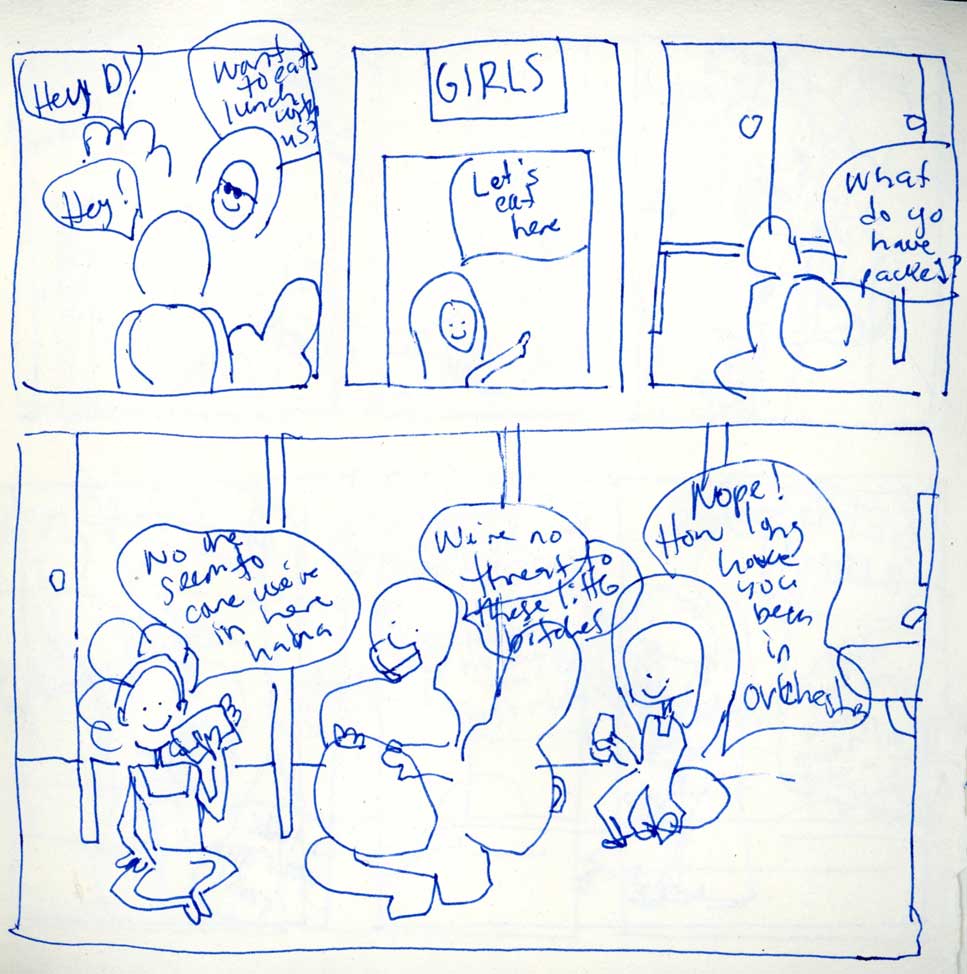 Hey D!
Want
to eat
lunch
with
us?
Hey!
GIRLS
Let's
eat
here
What
do yo
have
packed?
No one
seem to
care we're
in here
haha
We're no
threat to
these little
bitches
Nope!
How long
have
you
been
in